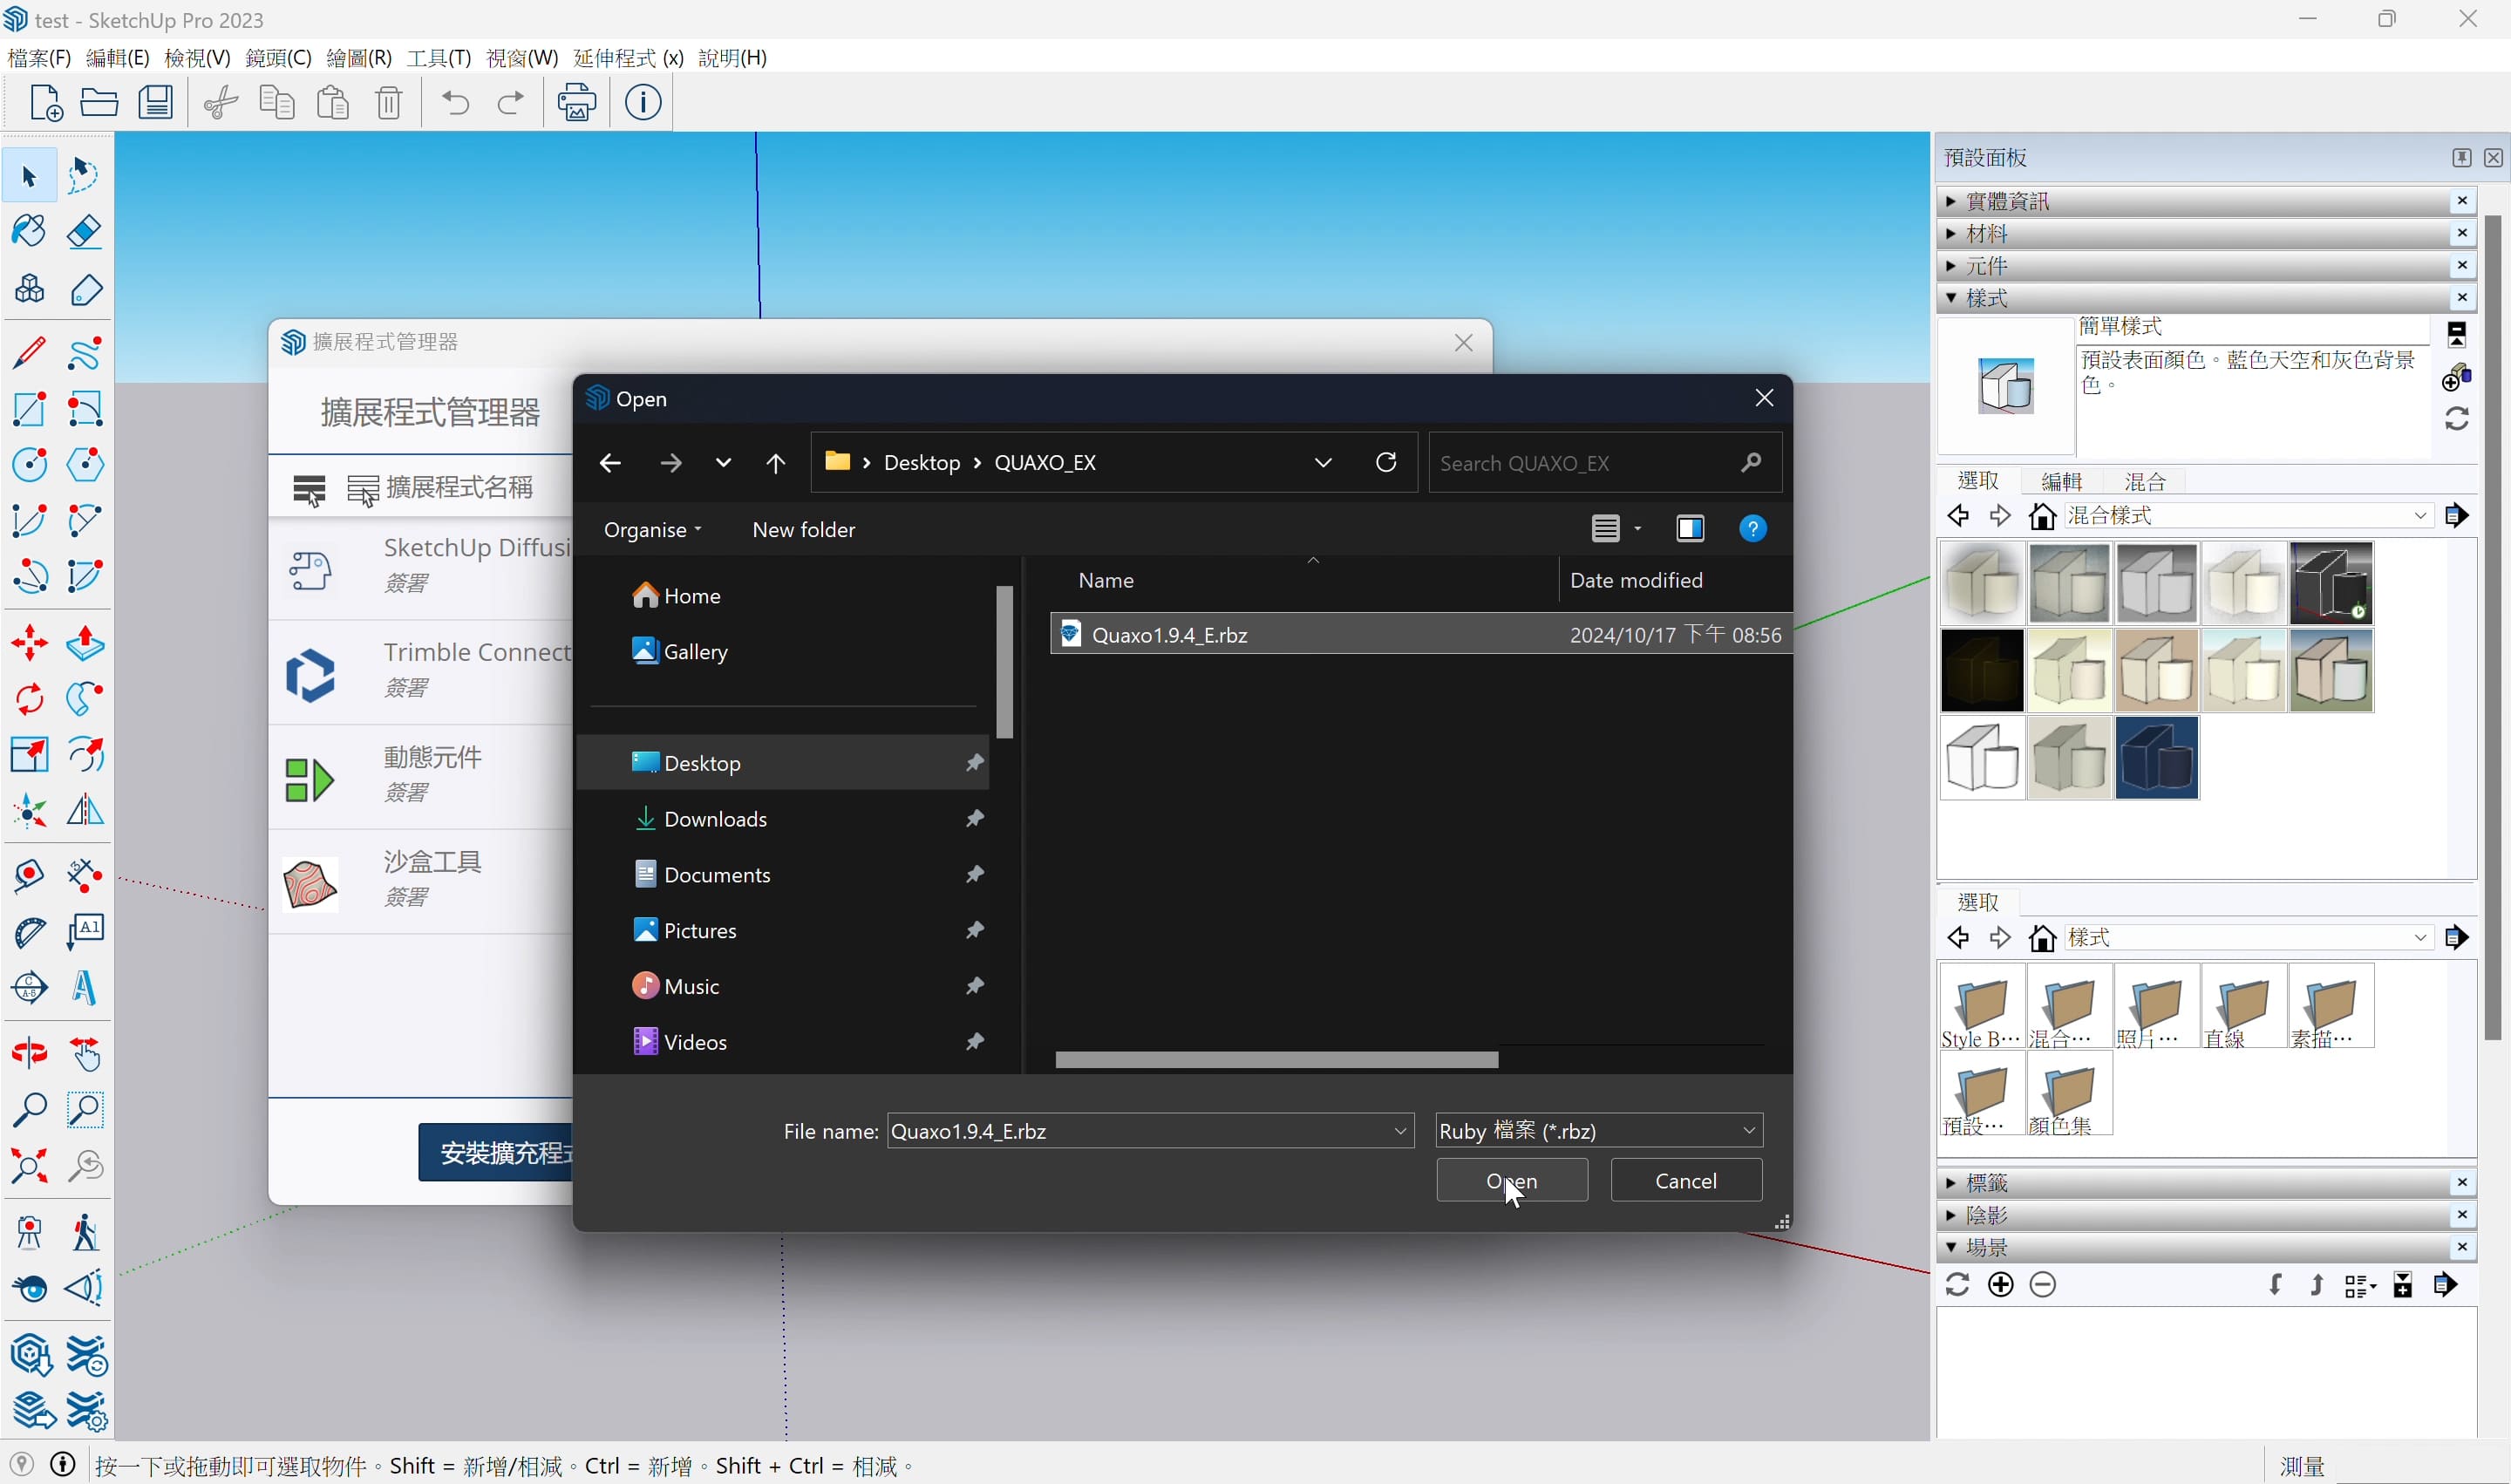 test - SketchUp Pro 2023
檔案(F) 編輯(E) 檢視(V) 鏡頭(C) 繪圖(R) 工具(T) 視窗(W) 延伸程式 (x) 說明(H)
擴展程式管理器
擴展程式管理器
擴展程式名稱
SketchUp Diffusi
簽署
Trimble Connect
簽署
動態元件
簽署
沙盒工具
簽署
安裝擴充程式
Open
Desktop › QUAXO_EX
Search QUAXO_EX
Organise
New folder
Home
Gallery
Desktop
Downloads
Documents
Pictures
Music
Videos
Name
Date modified
Quaxo1.9.4_E.rbz
2024/10/17 下午 08:56
File name: Quaxo1.9.4_E.rbz
Ruby 檔案 (*.rbz)
Open
Cancel
預設面板
實體資訊
材料
元件
樣式
簡單樣式
預設表面顏色。藍色天空和灰色背景
色。
選取 編輯 混合
混合樣式
選取
樣式
Style B… 混合… 照片… 直線 素描…
預設… 顏色集
標籤
陰影
場景
A1
C
A-B
按一下或拖動即可選取物件。Shift = 新增/相減。Ctrl = 新增。Shift + Ctrl = 相減。
測量